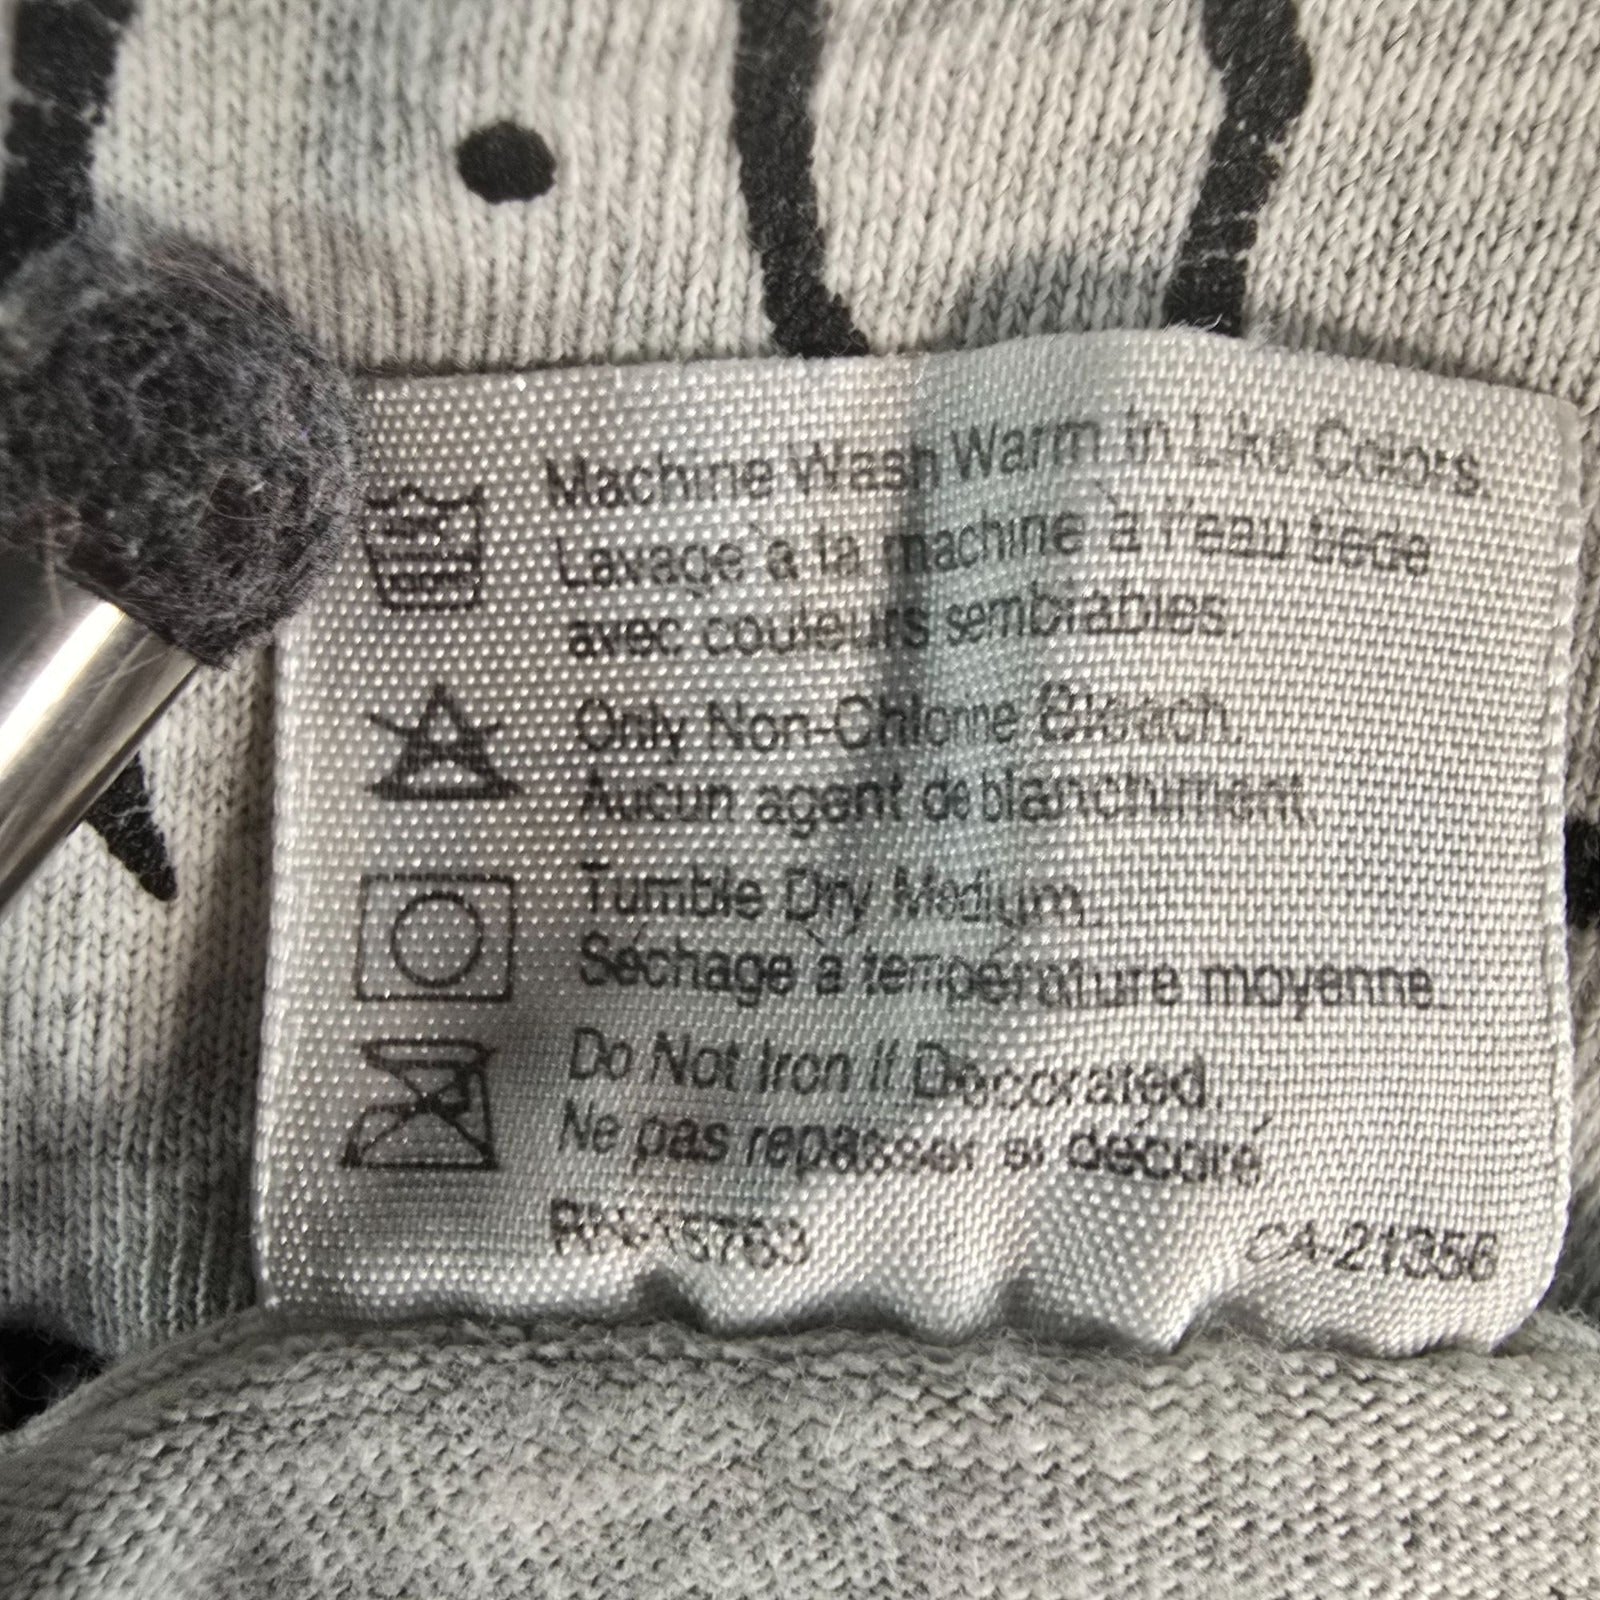 Machine Wash Warm in Like Colors.
Lavage à la machine à l'eau tiède
avec couleurs semblables.
Only Non-Chlorine Bleach.
Aucun agent de blanchiment.
Tumble Dry Medium.
Séchage à température moyenne.
Do Not Iron If Decorated.
Ne pas repasser si décoré
CA-21356